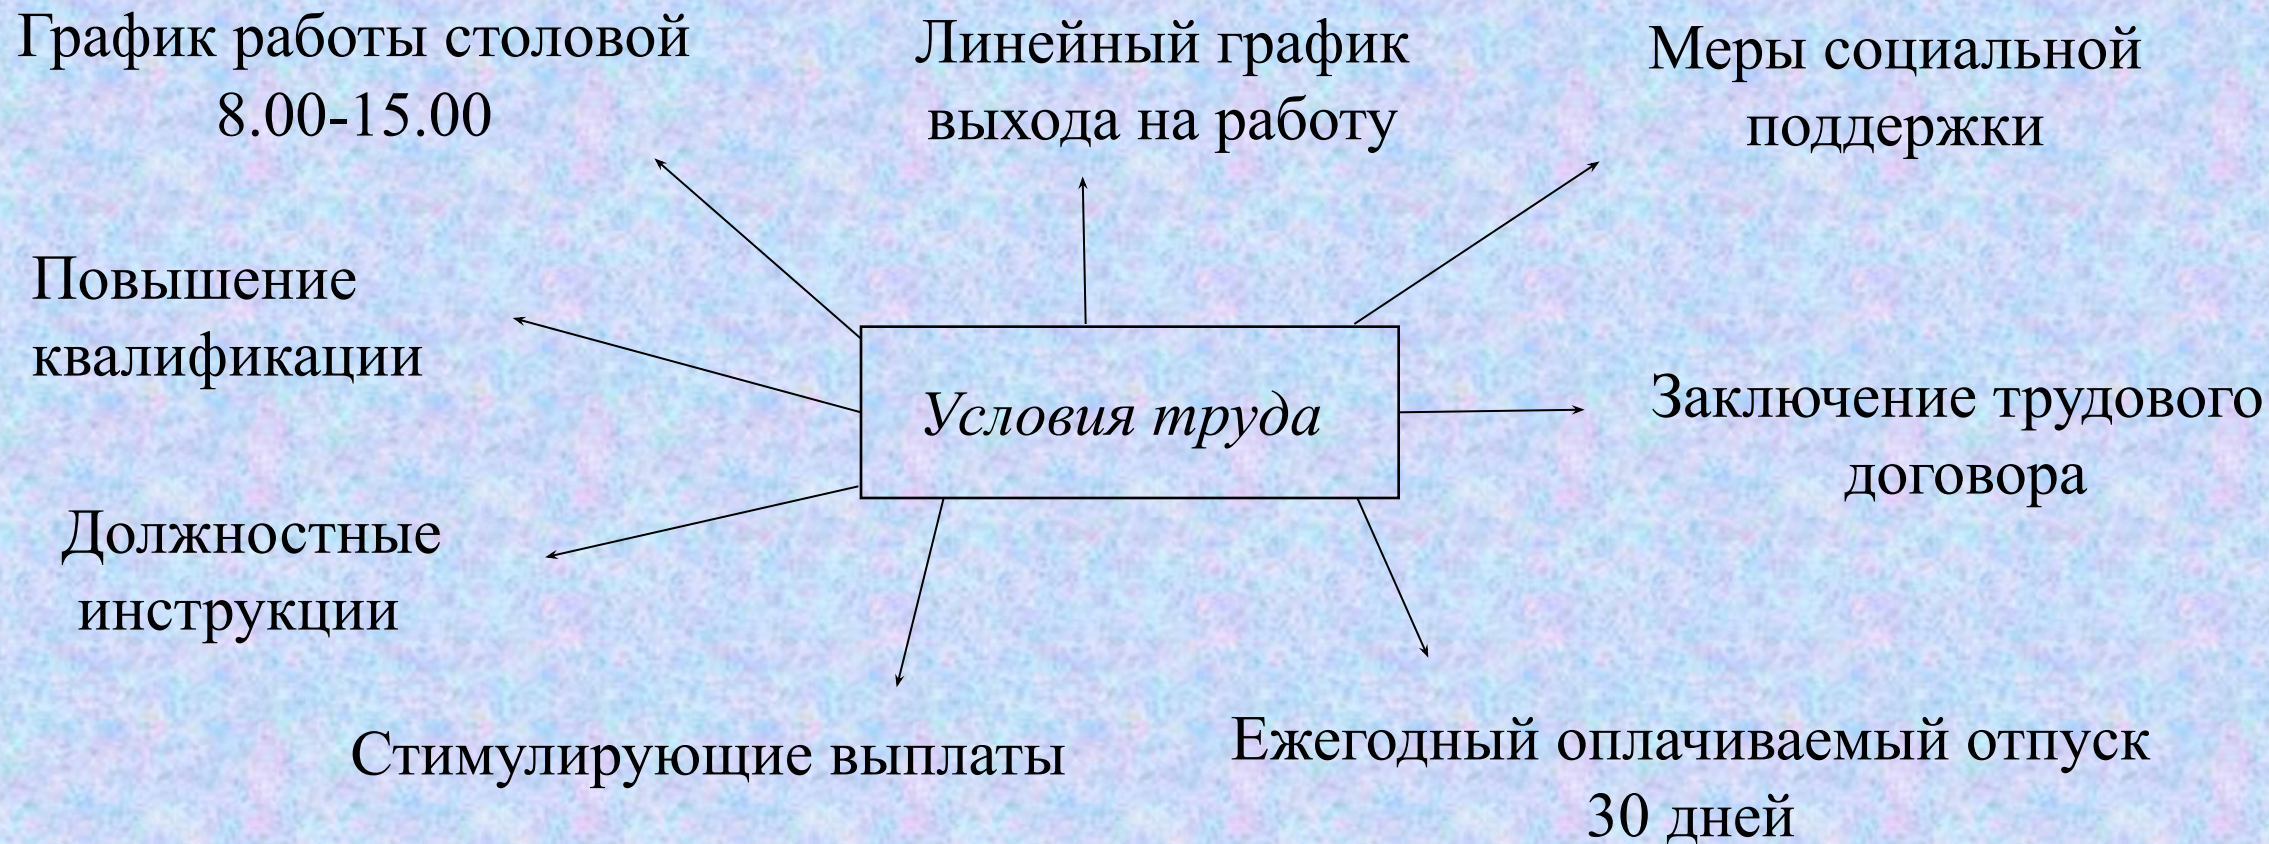 График работы столовой
8.00-15.00
Линейный график
выхода на работу
Меры социальной
поддержки
Повышение
квалификации
Условия труда
Заключение трудового
договора
Должностные
инструкции
Стимулирующие выплаты
Ежегодный оплачиваемый отпуск
30 дней